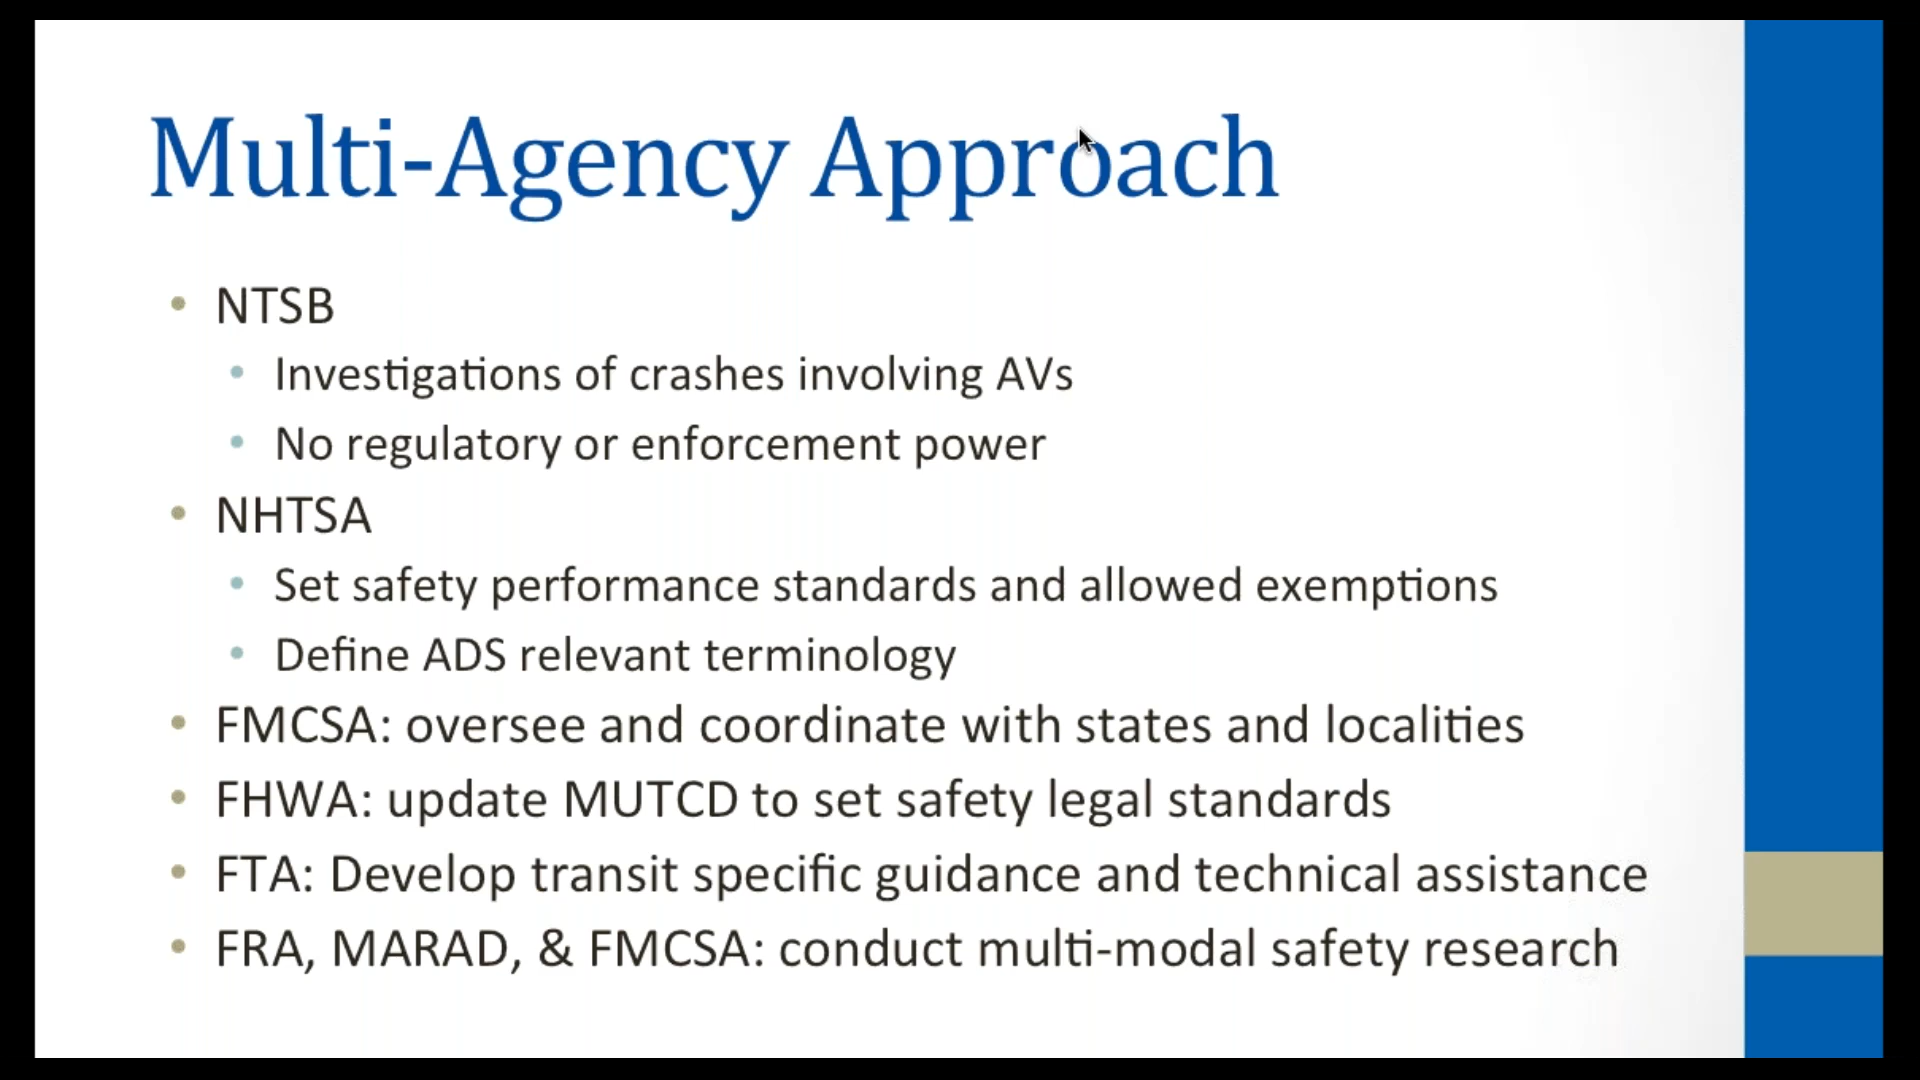 Multi-Agency Approach
• NTSB
• Investigations of crashes involving AVs
• No regulatory or enforcement power
• NHTSA
• Set safety performance standards and allowed exemptions
• Define ADS relevant terminology
• FMCSA: oversee and coordinate with states and localities
• FHWA: update MUTCD to set safety legal standards
• FTA: Develop transit specific guidance and technical assistance
• FRA, MARAD, & FMCSA: conduct multi-modal safety research